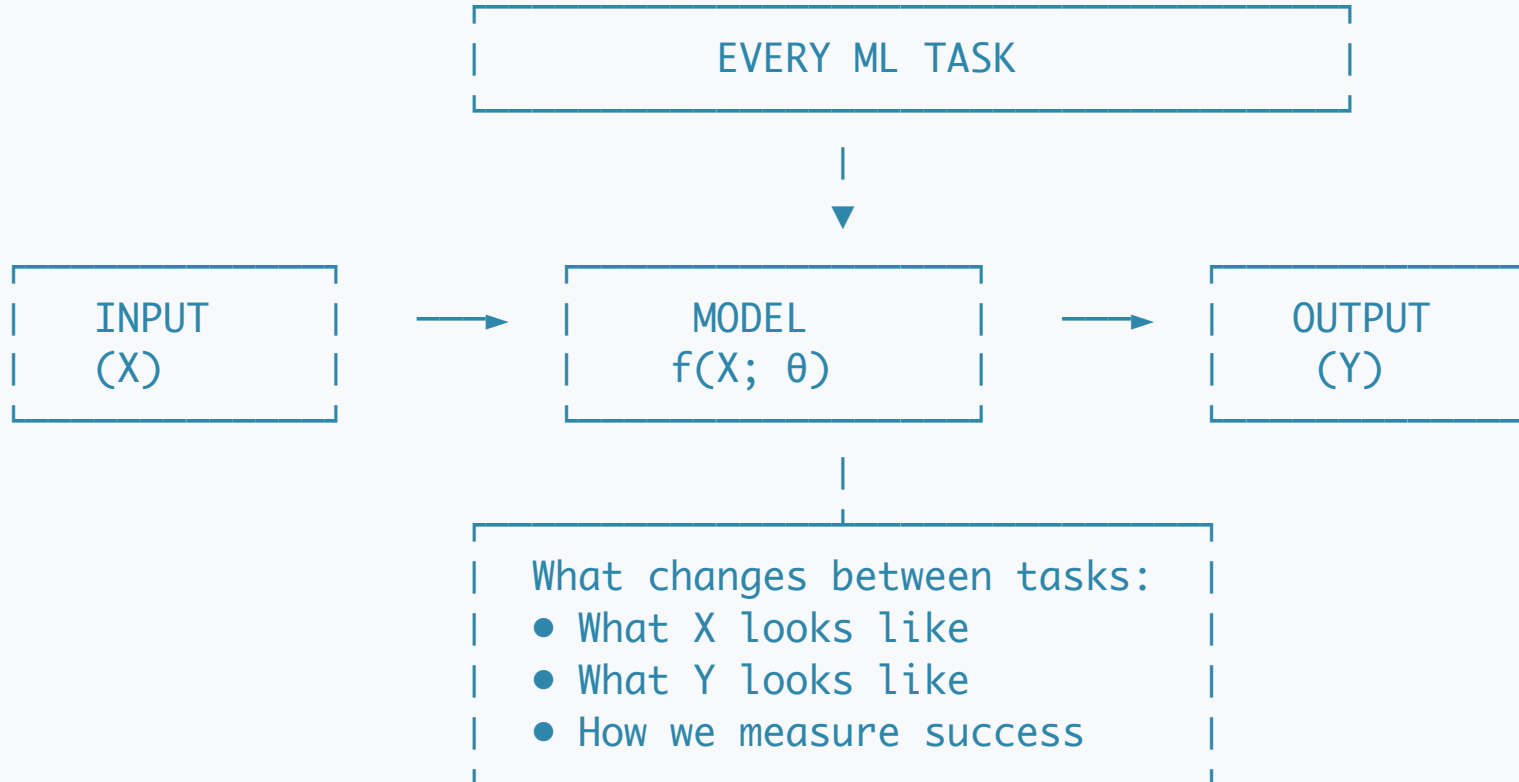 EVERY ML TASK
INPUT MODEL OUTPUT
(X) f(X; θ) (Y)
What changes between tasks:
● What X looks like
● What Y looks like
● How we measure success